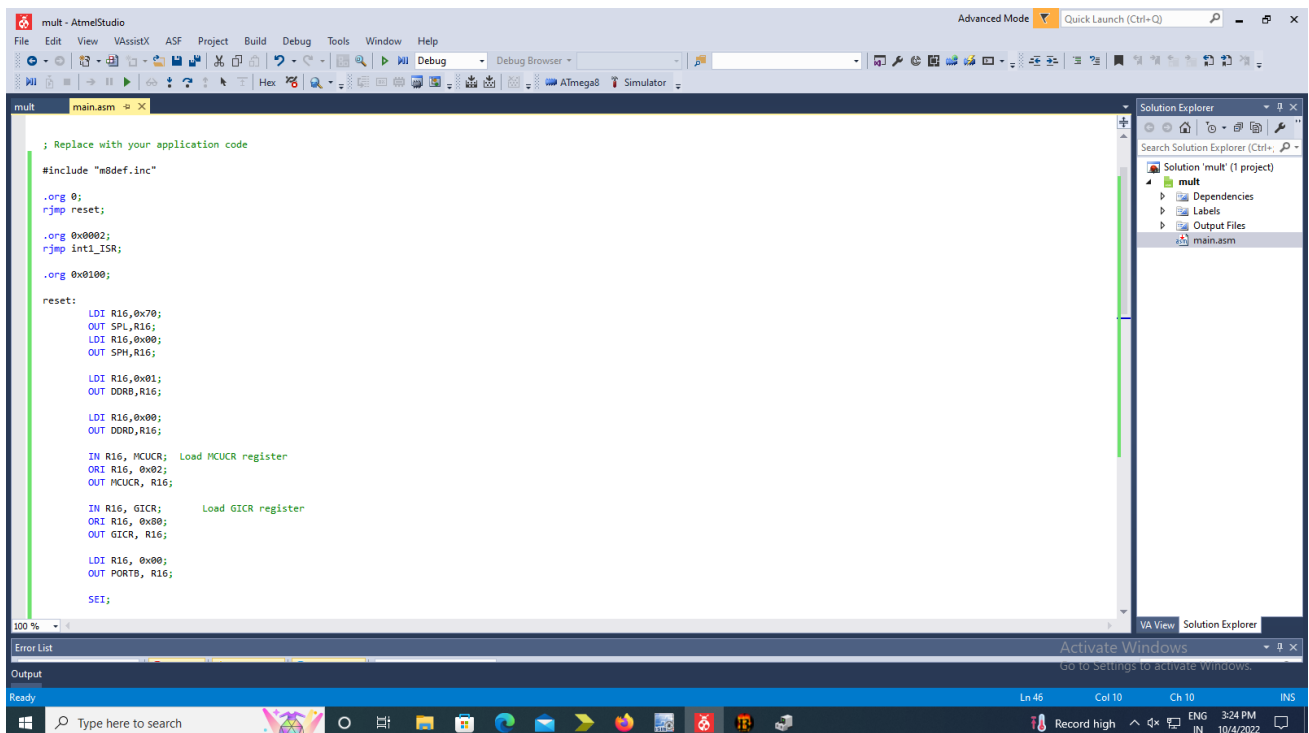 mult - AtmelStudio
Advanced Mode
Quick Launch (Ctrl+Q)
File Edit View VAssistX ASF Project Build Debug Tools Window Help
Debug
Debug Browser
Hex
ATmega8
Simulator
mult
main.asm
; Replace with your application code
#include "m8def.inc"
.org 0;
rjmp reset;
.org 0x0002;
rjmp int1_ISR;
.org 0x0100;
reset:
LDI R16,0x70;
OUT SPL,R16;
LDI R16,0x00;
OUT SPH,R16;
LDI R16,0x01;
OUT DDRB,R16;
LDI R16,0x00;
OUT DDRD,R16;
IN R16, MCUCR; Load MCUCR register
ORI R16, 0x02;
OUT MCUCR, R16;
IN R16, GICR; Load GICR register
ORI R16, 0x80;
OUT GICR, R16;
LDI R16, 0x00;
OUT PORTB, R16;
SEI;
100 %
Solution Explorer
Search Solution Explorer (Ctrl+;
Solution 'mult' (1 project)
mult
Dependencies
Labels
Output Files
main.asm
VA View Solution Explorer
Error List
Output
Activate Windows
Go to Settings to activate Windows.
Ready
Ln 46 Col 10 Ch 10 INS
Type here to search
Record high
ENG
IN
3:24 PM
10/4/2022